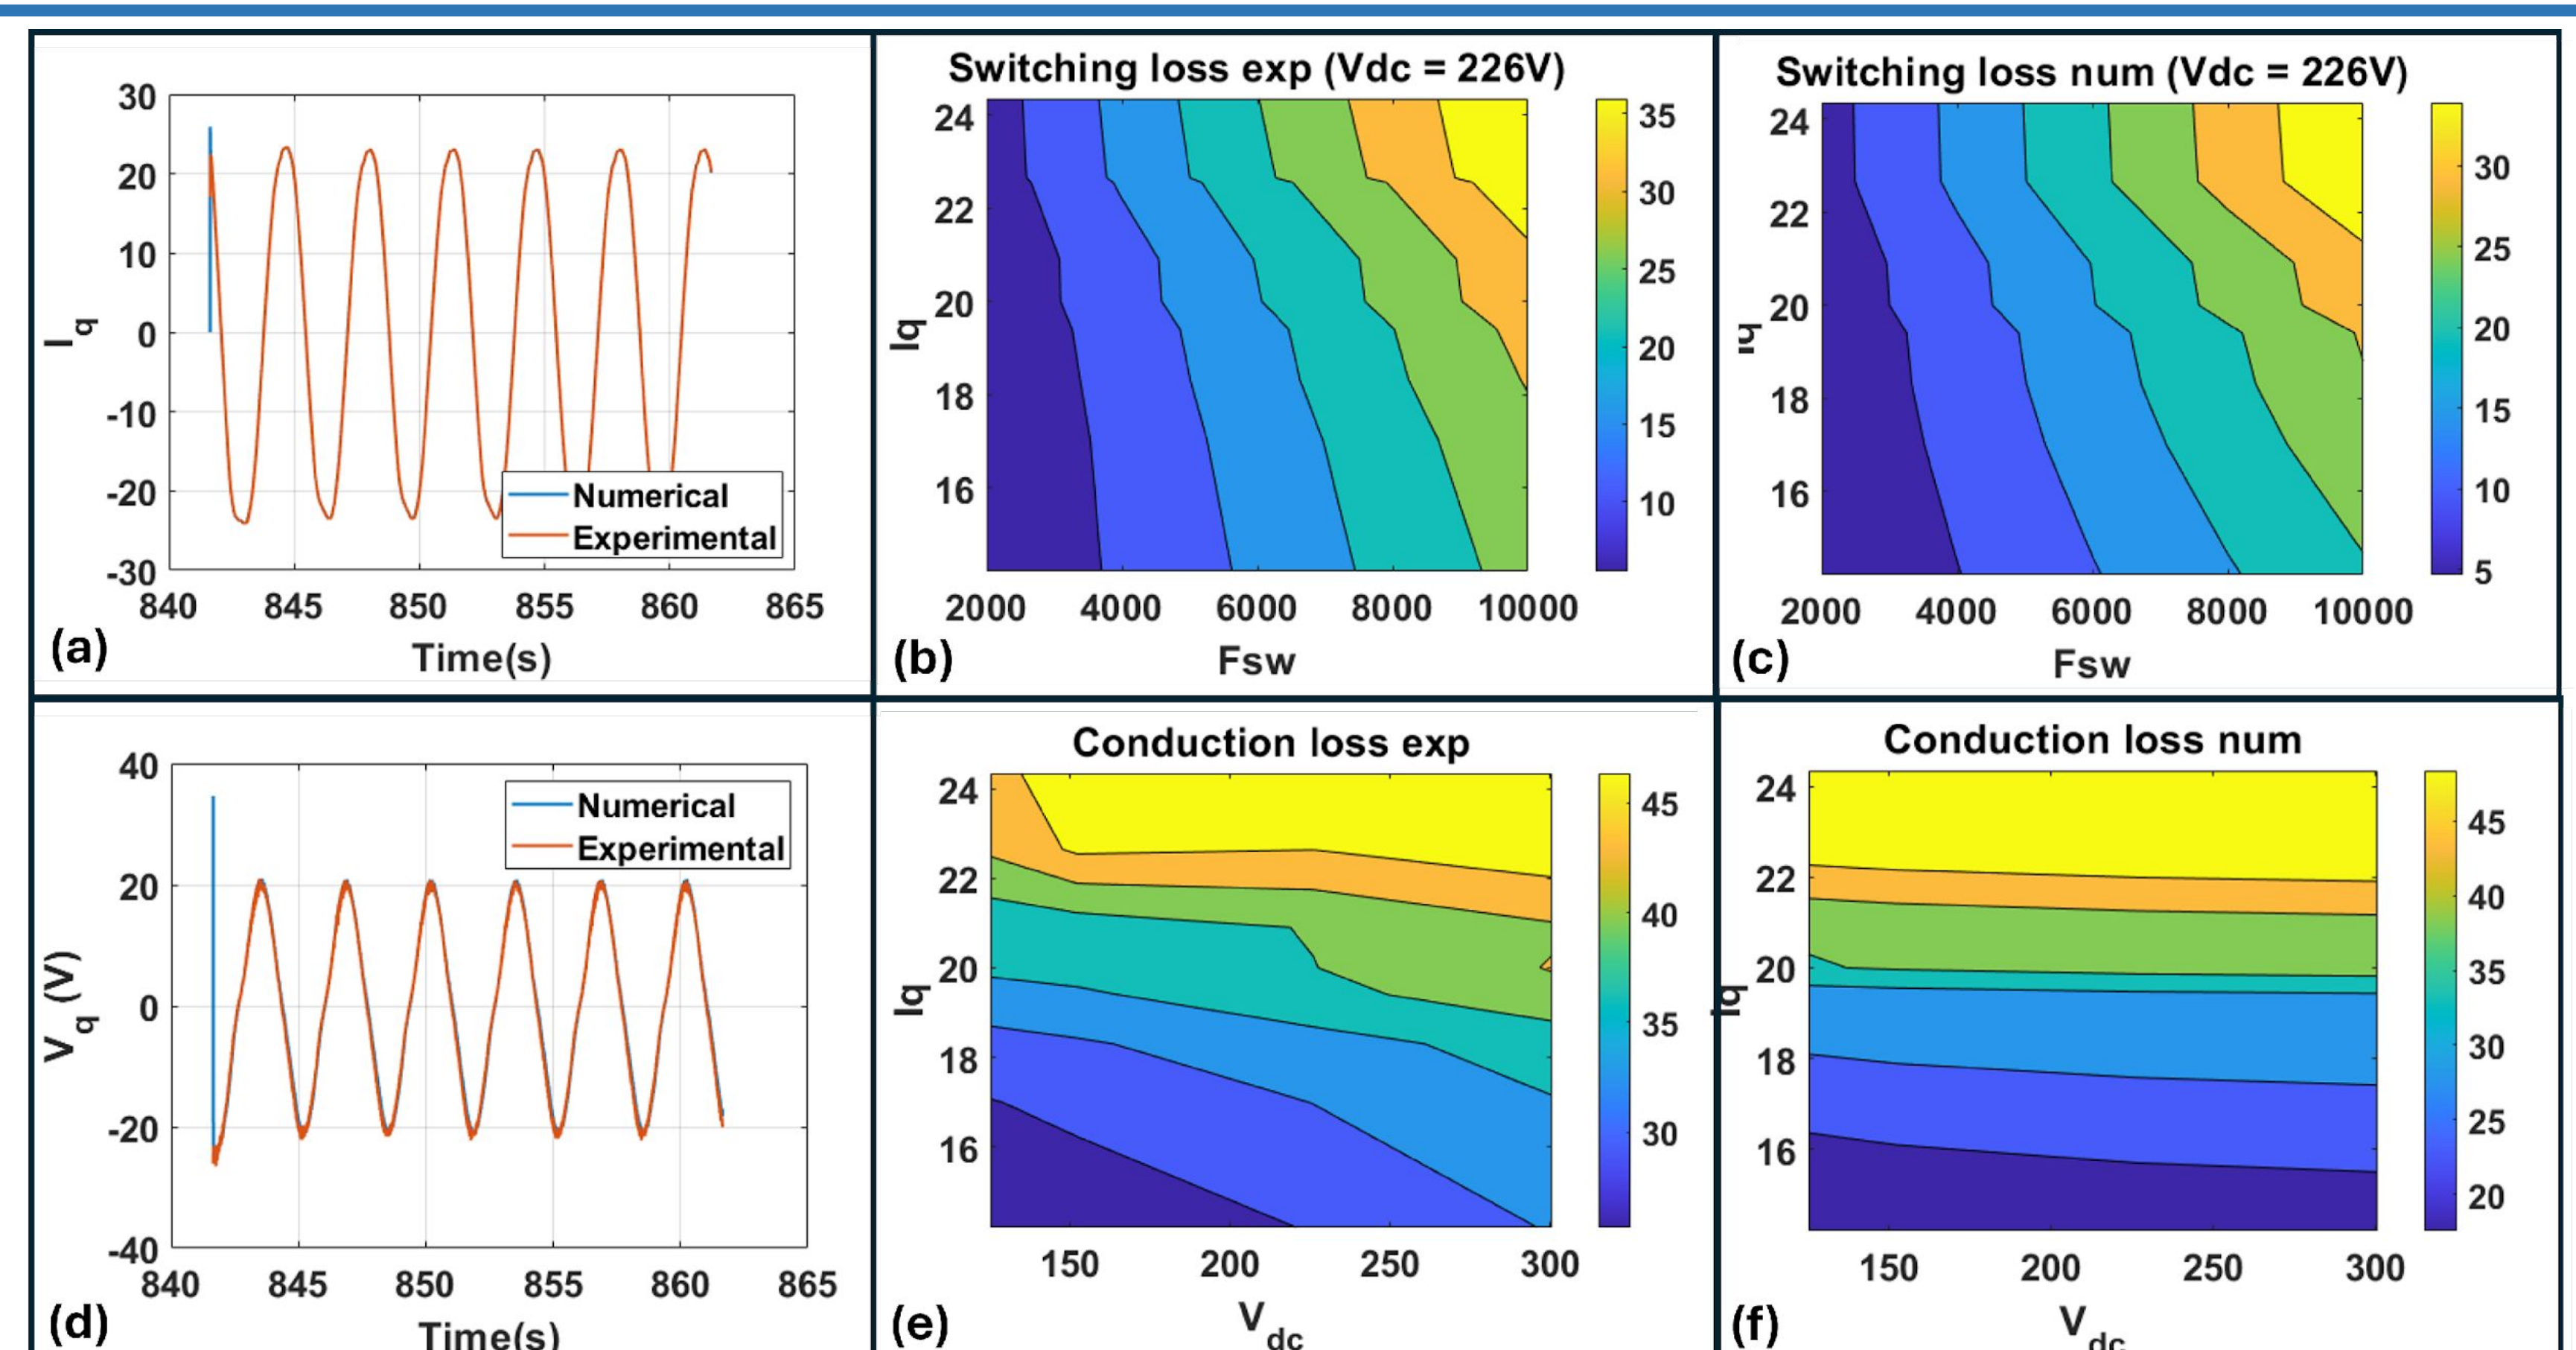 30
20
10
0
-10
-20
-30
I_q
Numerical
Experimental
840 845 850 855 860 865
Time(s)
(a)
Switching loss exp (Vdc = 226V)
24
22
20
18
16
Iq
35
30
25
20
15
10
2000 4000 6000 8000 10000
Fsw
(b)
Switching loss num (Vdc = 226V)
24
22
20
18
16
Iq
30
25
20
15
10
5
2000 4000 6000 8000 10000
Fsw
(c)
40
20
0
-20
-40
V_q (V)
Numerical
Experimental
840 845 850 855 860 865
Time(s)
(d)
Conduction loss exp
24
22
20
18
16
Iq
45
40
35
30
150 200 250 300
V_dc
(e)
Conduction loss num
24
22
20
18
16
Iq
45
40
35
30
25
20
150 200 250 300
V_dc
(f)